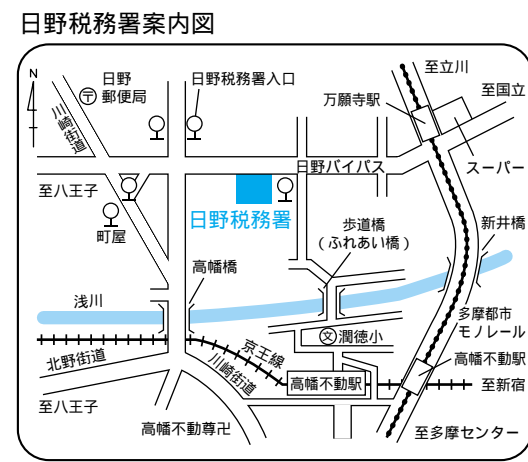 日野税務署案内図
N
日野
郵便局
日野税務署入口
至立川
至国立
万願寺駅
川崎街道
スーパー
日野バイパス
至八王子
日野税務署
町屋
歩道橋
(ふれあい橋)
新井橋
高幡橋
浅川
多摩都市
モノレール
文潤徳小
京王線
北野街道
川崎街道
高幡不動駅
高幡不動駅
至新宿
至八王子
高幡不動尊卍
至多摩センター